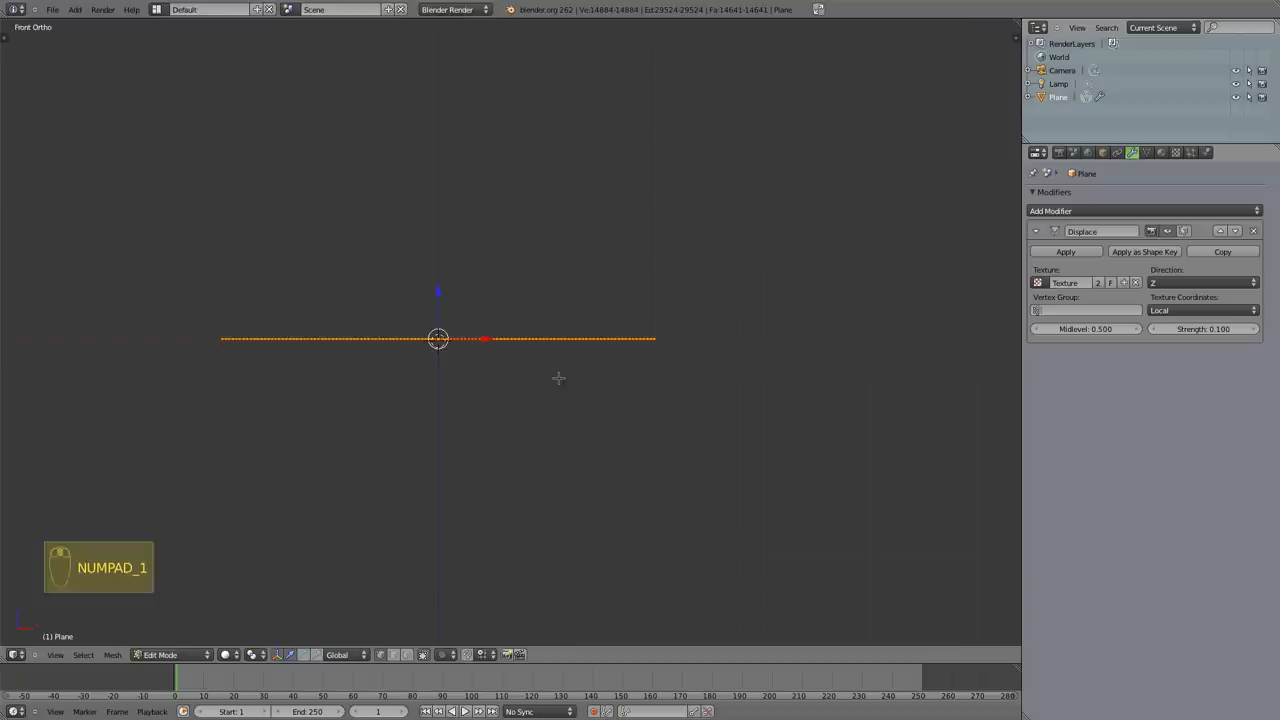 File Add Render Help Default Scene Blender Render blender.org 262 | Ve:14884-14884 | Ed:29524-29524 | Fa:14641-14641 | Plane
Front Ortho
View Search Current Scene
RenderLayers
World
Camera
Lamp
Plane
Plane
Modifiers
Add Modifier
Displace
Apply Apply as Shape Key Copy
Texture: Direction:
Texture 2 F Z
Vertex Group: Texture Coordinates:
Local
Midlevel: 0.500 Strength: 0.100
NUMPAD_1
(1) Plane
View Select Mesh Edit Mode Global
-50 -40 -30 -20 -10 0 10 20 30 40 50 60 70 80 90 100 110 120 130 140 150 160 170 180 190 200 210 220 230 240 250 260 270 280
View Marker Frame Playback Start: 1 End: 250 1 No Sync